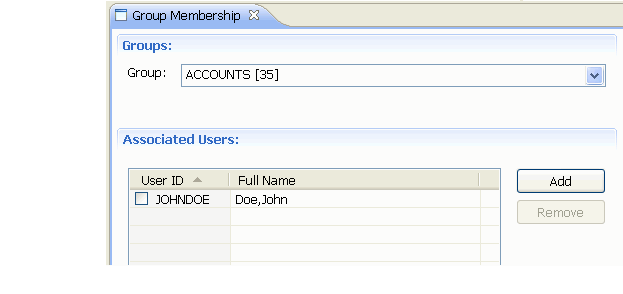 Group Membership
Groups:
Group: ACCOUNTS [35]
Associated Users:
User ID Full Name
Add
JOHNDOE Doe,John
Remove